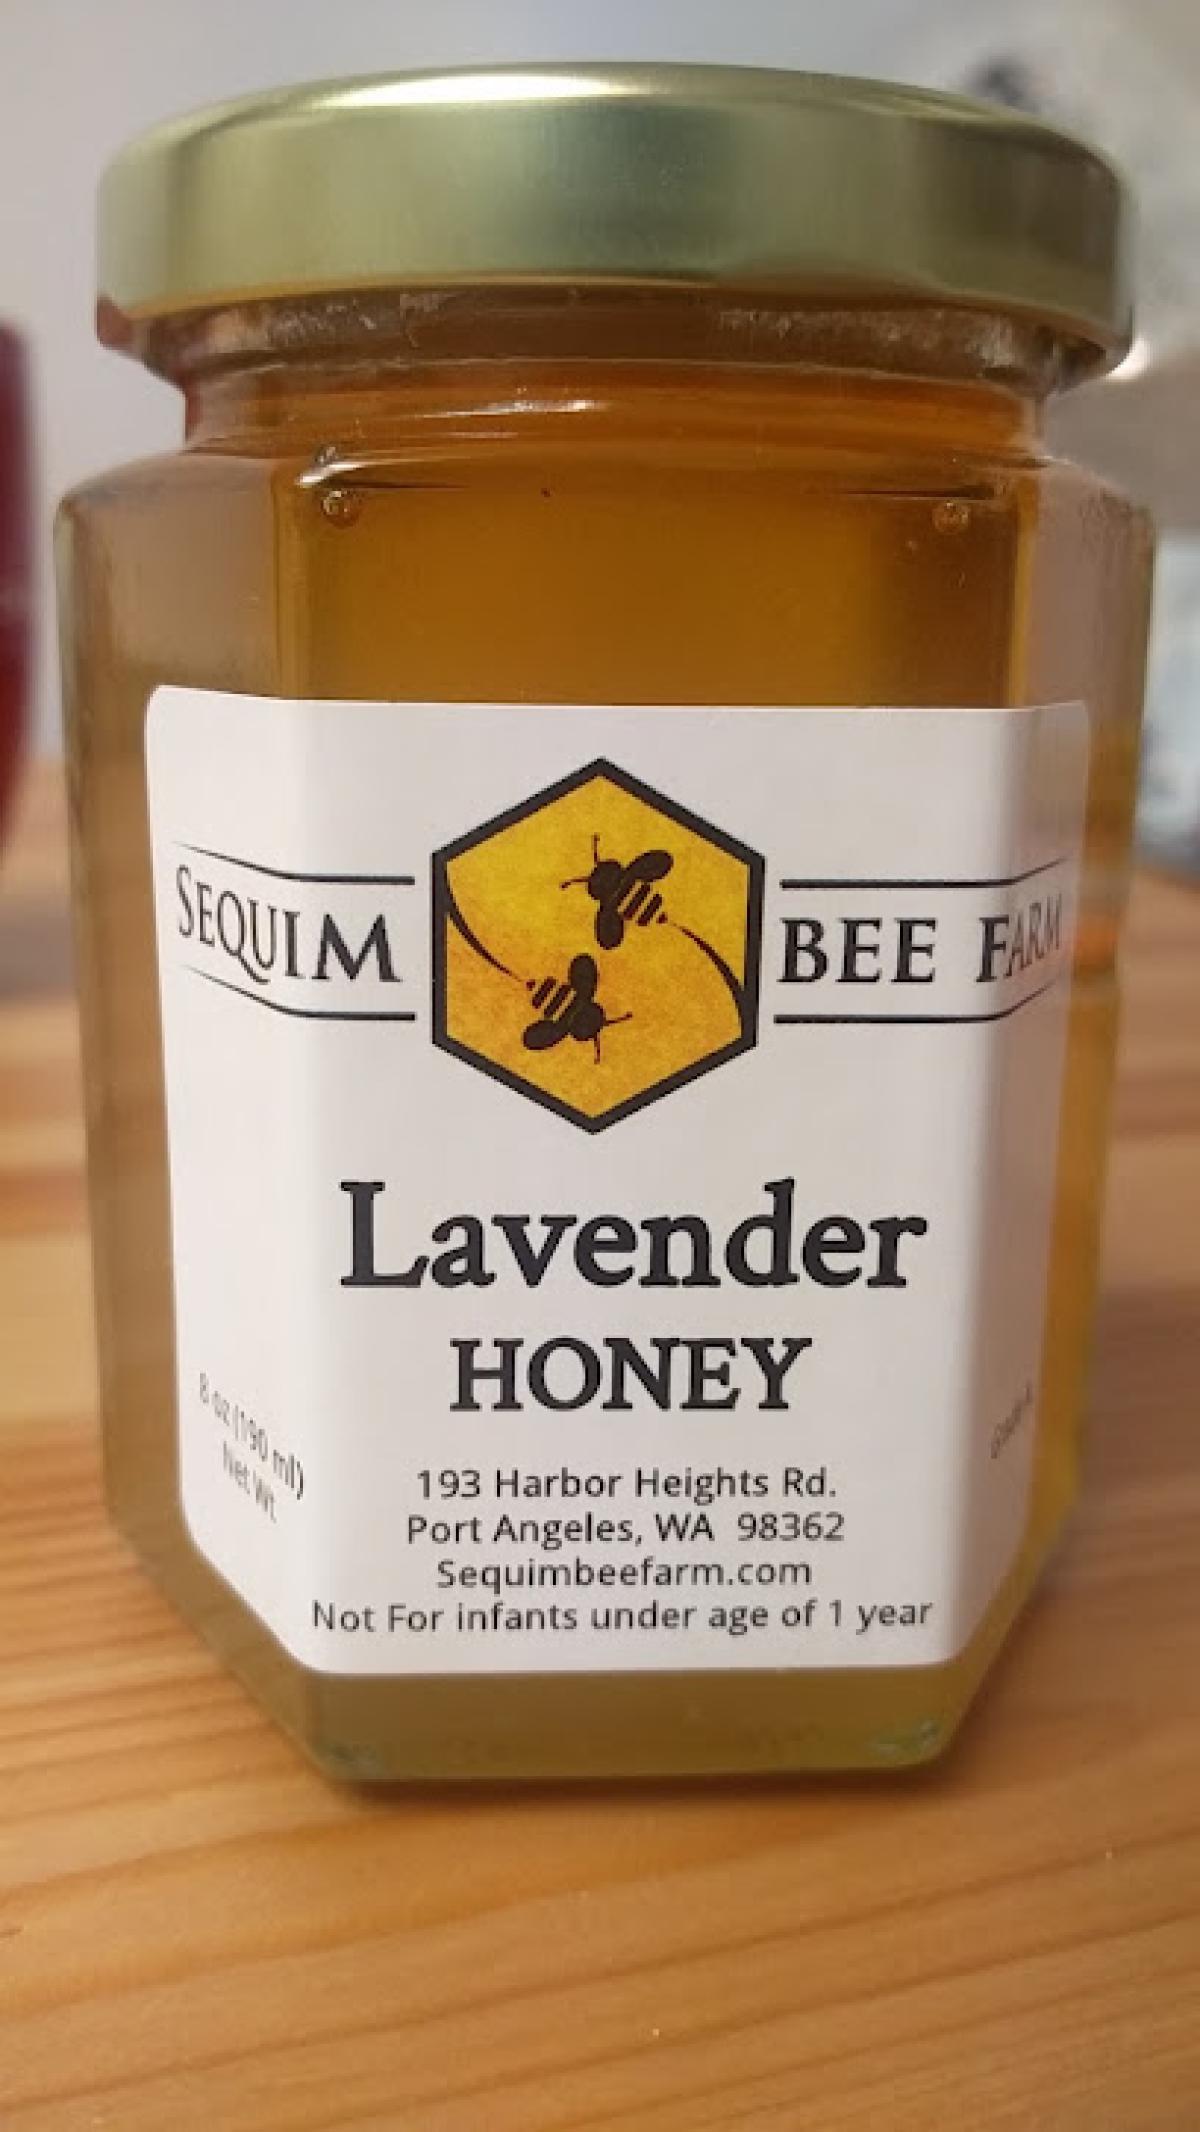 SEQUIM BEE FARM
Lavender
HONEY
8 oz (190 ml)
Net Wt.
Grade A
193 Harbor Heights Rd.
Port Angeles, WA 98362
Sequimbeefarm.com
Not For infants under age of 1 year